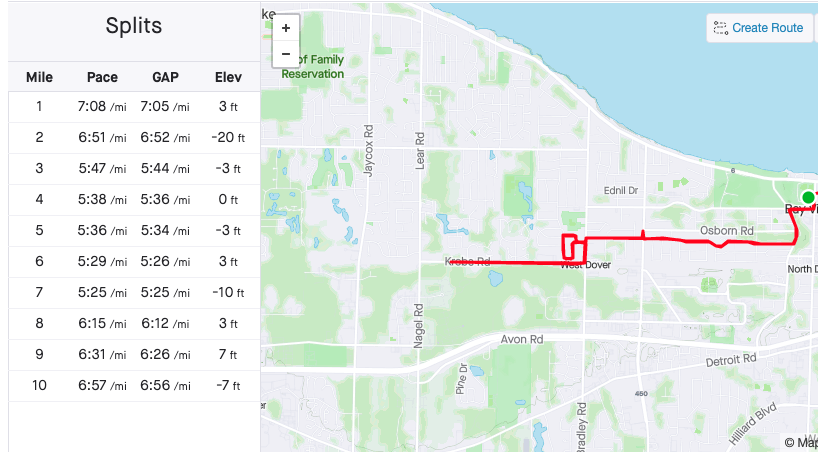 Splits
Mile Pace GAP Elev
1 7:08 /mi 7:05 /mi 3 ft
2 6:51 /mi 6:52 /mi -20 ft
3 5:47 /mi 5:44 /mi -3 ft
4 5:38 /mi 5:36 /mi 0 ft
5 5:36 /mi 5:34 /mi -3 ft
6 5:29 /mi 5:26 /mi 3 ft
7 5:25 /mi 5:25 /mi -10 ft
8 6:15 /mi 6:12 /mi 3 ft
9 6:31 /mi 6:26 /mi 7 ft
10 6:57 /mi 6:56 /mi -7 ft
ke
+
−
Create Route
of Family
Reservation
Jaycox Rd
Lear Rd
6
Ednil Dr
Bay Vi
Osborn Rd
Krebs Rd
West Dover
North D
Nagel Rd
Avon Rd
Detroit Rd
Pine Dr
450
Bradley Rd
Hilliard Blvd
er
© Map